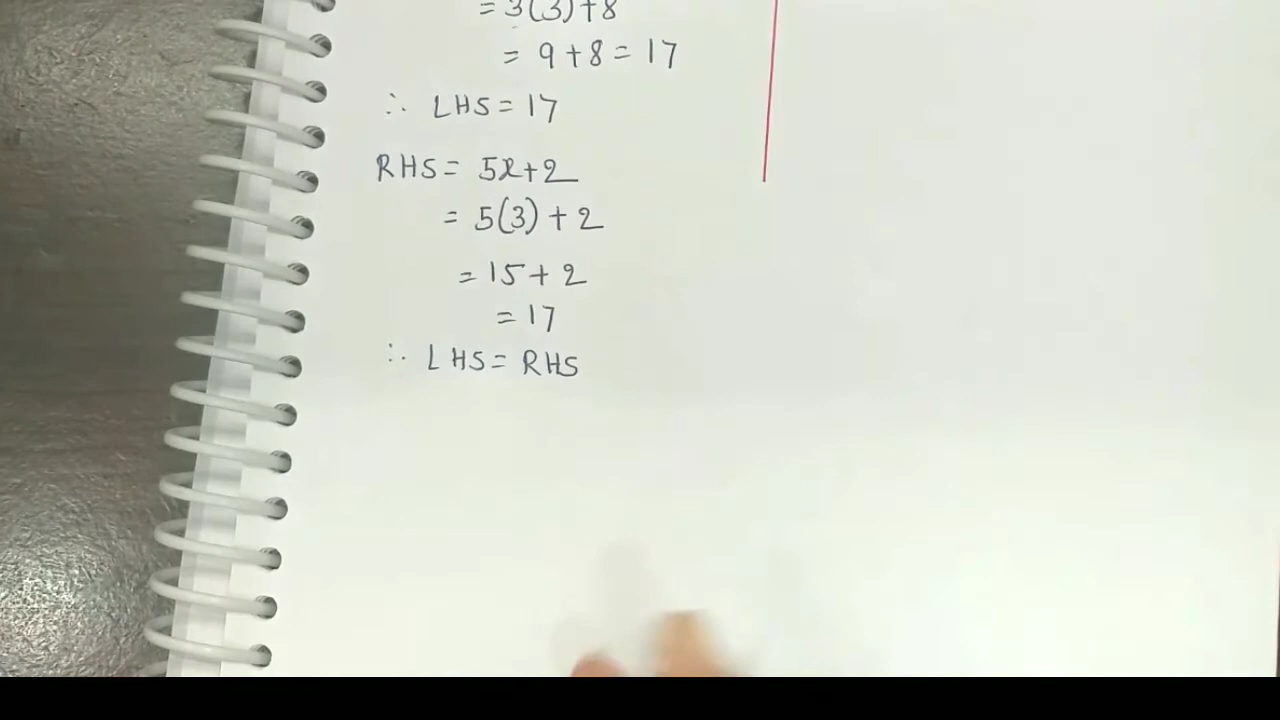 = 3(3)+8
= 9+8 = 17
∴ LHS = 17
RHS = 5x+2
= 5(3) + 2
= 15 + 2
= 17
∴ LHS = RHS